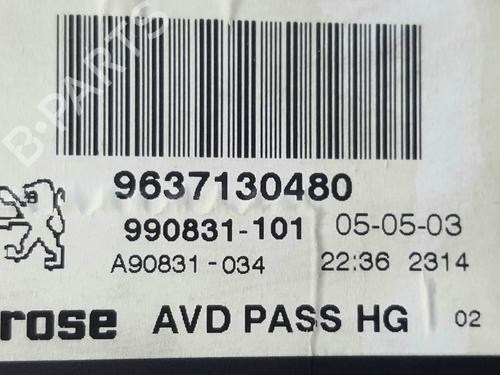 B-PARTS
9637130480
990831-101 05-05-03
A90831-034 22:36 2314
rose AVD PASS HG 02